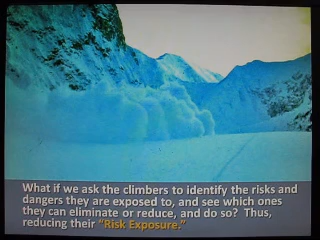 What if we ask the climbers to identify the risks and
dangers they are exposed to, and see which ones
they can eliminate or reduce, and do so?  Thus,
reducing their "Risk Exposure."